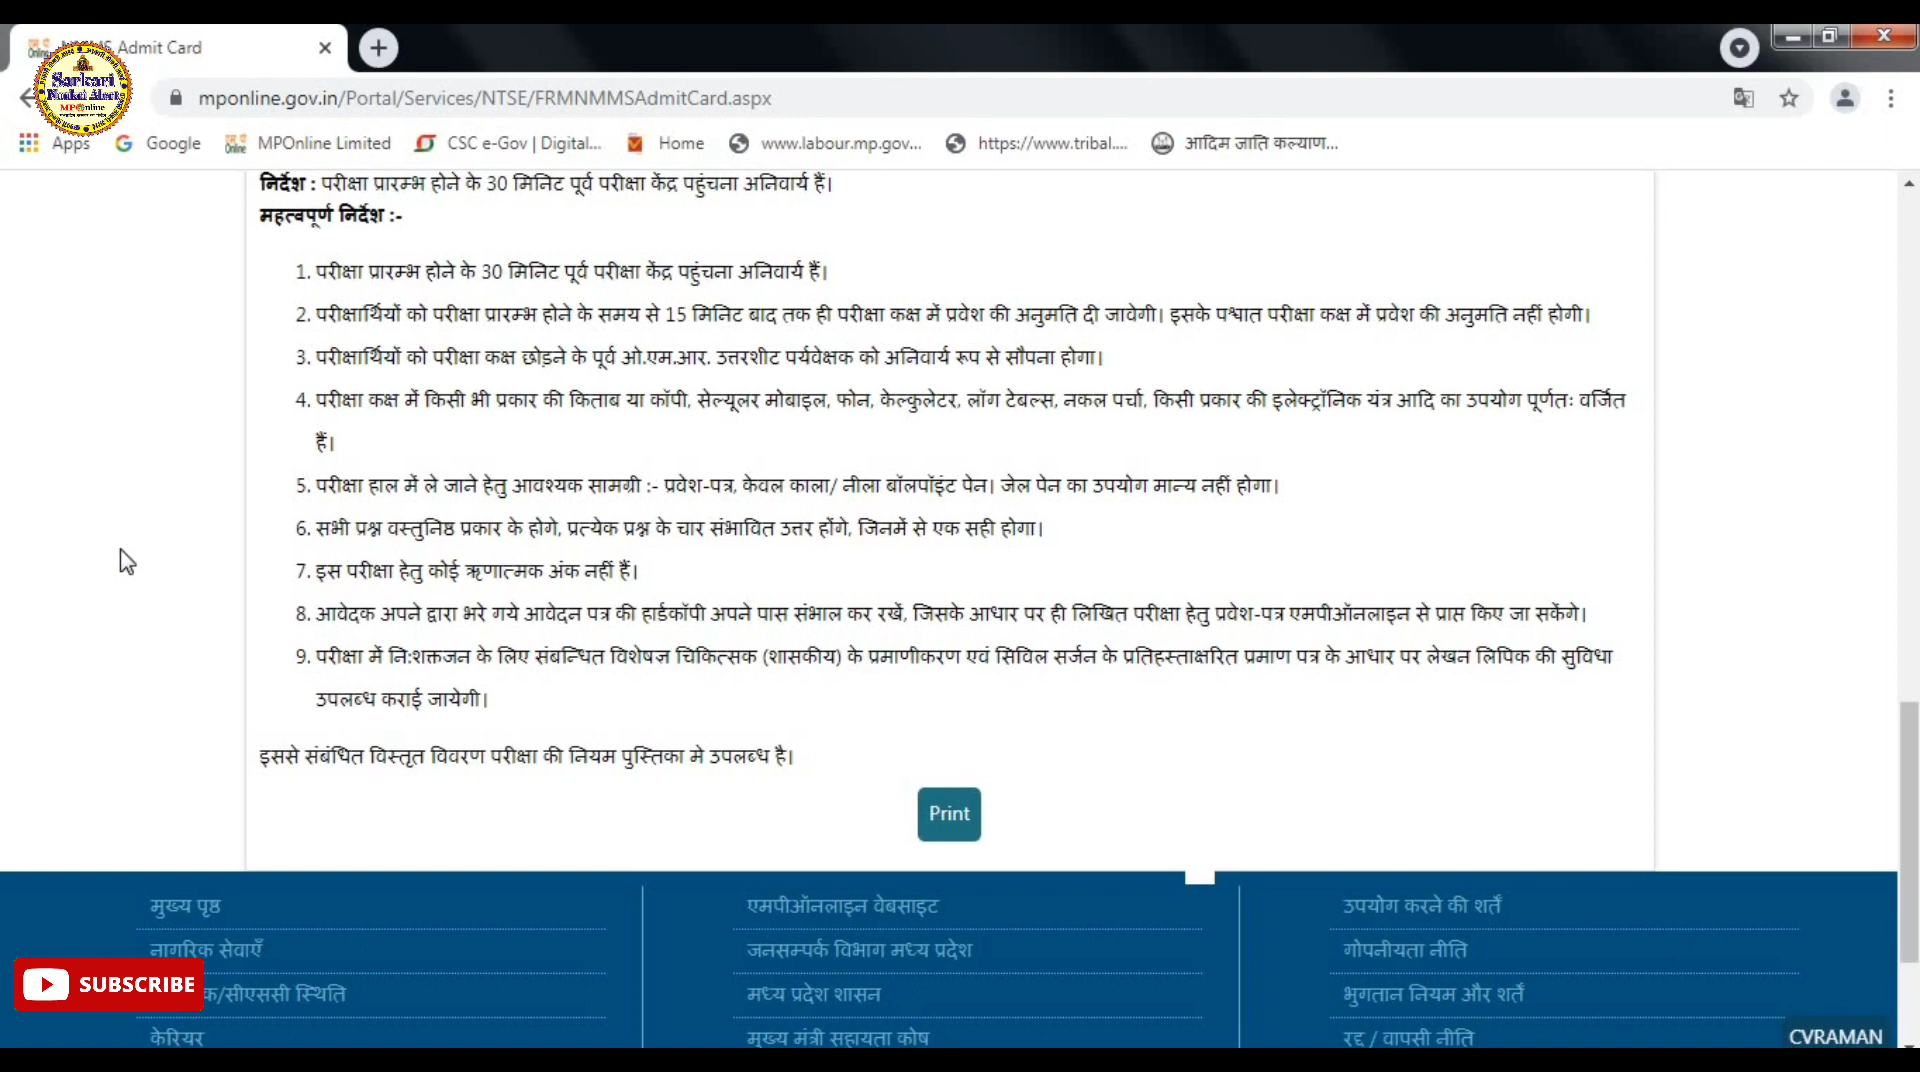 NMMS Admit Card
Sarkari
Naukri Alert
MPOnline
mponline.gov.in/Portal/Services/NTSE/FRMNMMSAdmitCard.aspx
Apps Google MPOnline Limited CSC e-Gov | Digital... Home www.labour.mp.gov... https://www.tribal.... आदिम जाति कल्याण...
निर्देश : परीक्षा प्रारम्भ होने के 30 मिनिट पूर्व परीक्षा केंद्र पहुंचना अनिवार्य हैं।
महत्वपूर्ण निर्देश :-
1. परीक्षा प्रारम्भ होने के 30 मिनिट पूर्व परीक्षा केंद्र पहुंचना अनिवार्य हैं।
2. परीक्षार्थियों को परीक्षा प्रारम्भ होने के समय से 15 मिनिट बाद तक ही परीक्षा कक्ष में प्रवेश की अनुमति दी जावेगी। इसके पश्चात परीक्षा कक्ष में प्रवेश की अनुमति नहीं होगी।
3. परीक्षार्थियों को परीक्षा कक्ष छोड़ने के पूर्व ओ.एम.आर. उत्तरशीट पर्यवेक्षक को अनिवार्य रूप से सौपना होगा।
4. परीक्षा कक्ष में किसी भी प्रकार की किताब या कॉपी, सेल्यूलर मोबाइल, फोन, केल्कुलेटर, लॉग टेबल्स, नकल पर्चा, किसी प्रकार की इलेक्ट्रॉनिक यंत्र आदि का उपयोग पूर्णतः वर्जित
हैं।
5. परीक्षा हाल में ले जाने हेतु आवश्यक सामग्री :- प्रवेश-पत्र, केवल काला/ नीला बॉलपॉइंट पेन। जेल पेन का उपयोग मान्य नहीं होगा।
6. सभी प्रश्न वस्तुनिष्ठ प्रकार के होगे, प्रत्येक प्रश्न के चार संभावित उत्तर होंगे, जिनमें से एक सही होगा।
7. इस परीक्षा हेतु कोई ऋणात्मक अंक नहीं हैं।
8. आवेदक अपने द्वारा भरे गये आवेदन पत्र की हार्डकॉपी अपने पास संभाल कर रखें, जिसके आधार पर ही लिखित परीक्षा हेतु प्रवेश-पत्र एमपीऑनलाइन से प्राप्त किए जा सकेंगे।
9. परीक्षा में नि:शक्तजन के लिए संबन्धित विशेषज्ञ चिकित्सक (शासकीय) के प्रमाणीकरण एवं सिविल सर्जन के प्रतिहस्ताक्षरित प्रमाण पत्र के आधार पर लेखन लिपिक की सुविधा
उपलब्ध कराई जायेगी।
इससे संबंधित विस्तृत विवरण परीक्षा की नियम पुस्तिका मे उपलब्ध है।
Print
मुख्य पृष्ठ एमपीऑनलाइन वेबसाइट उपयोग करने की शर्तें
नागरिक सेवाएँ जनसम्पर्क विभाग मध्य प्रदेश गोपनीयता नीति
SUBSCRIBE
क/सीएससी स्थिति मध्य प्रदेश शासन भुगतान नियम और शर्तें
केरियर मुख्य मंत्री सहायता कोष रद्द / वापसी नीति
CVRAMAN